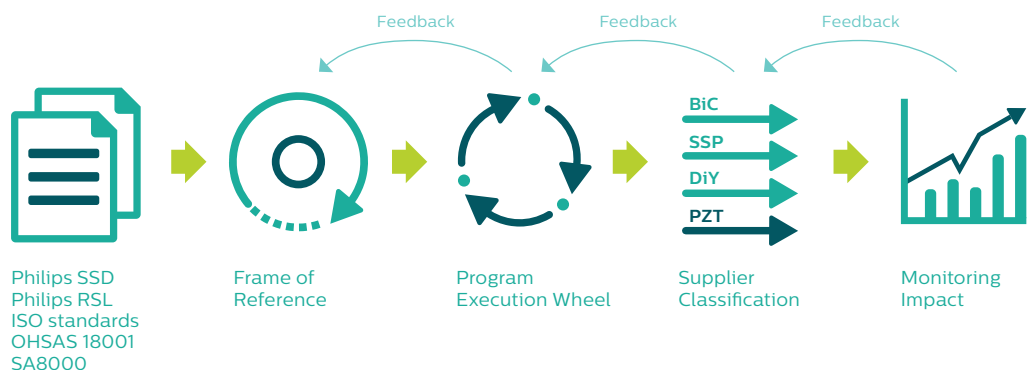 Feedback
Feedback
Feedback
BiC
SSP
DiY
PZT
Philips SSD
Philips RSL
ISO standards
OHSAS 18001
SA8000
Frame of
Reference
Program
Execution Wheel
Supplier
Classification
Monitoring
Impact